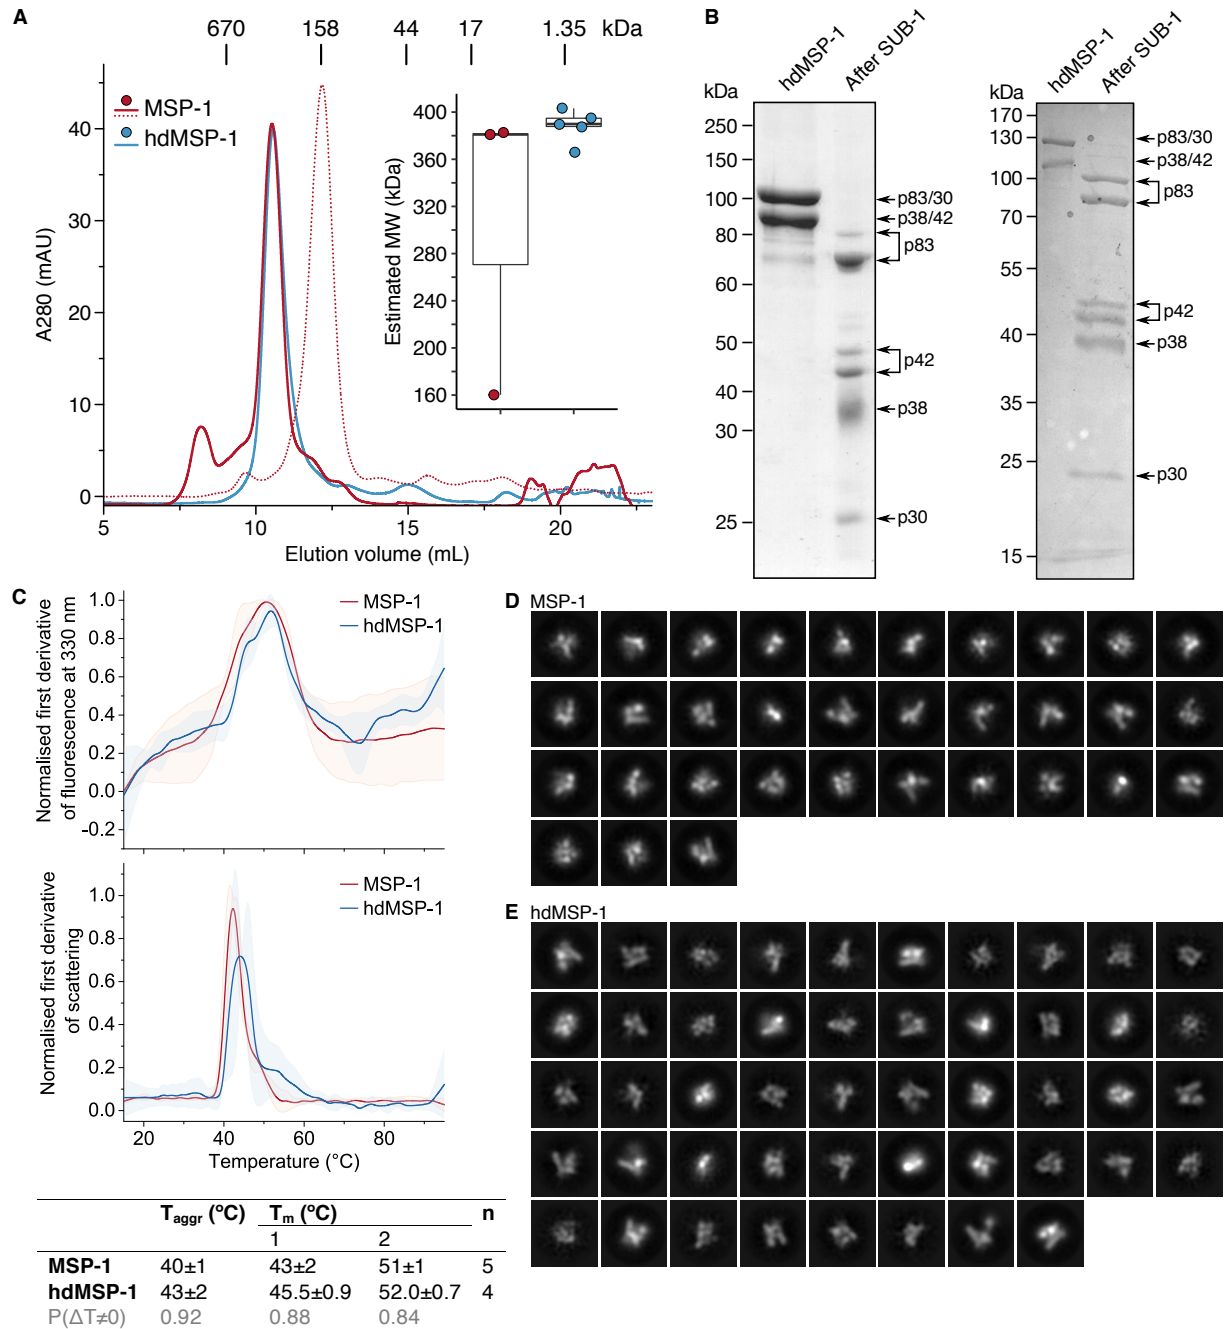 A
670 158 44 17 1.35 kDa
MSP-1
hdMSP-1
A280 (mAU)
40
30
20
10
0
5 10 15 20
Elution volume (mL)
Estimated MW (kDa)
400
360
320
280
240
200
160
B
hdMSP-1
After SUB-1
kDa
250
150
100
80
60
50
40
30
25
p83/30
p38/42
p83
p42
p38
p30
hdMSP-1
After SUB-1
kDa
170
130
100
70
55
40
35
25
15
p83/30
p38/42
p83
p42
p38
p30
C
Normalised first derivative
of fluorescence at 330 nm
1.0
0.8
0.6
0.4
0.2
0.0
-0.2
MSP-1
hdMSP-1
Normalised first derivative
of scattering
1.0
0.8
0.6
0.4
0.2
0.0
MSP-1
hdMSP-1
20 40 60 80
Temperature (°C)
Taggr (°C) Tm (°C) n
1 2
MSP-1 40±1 43±2 51±1 5
hdMSP-1 43±2 45.5±0.9 52.0±0.7 4
P(ΔT≠0) 0.92 0.88 0.84
D MSP-1
E hdMSP-1